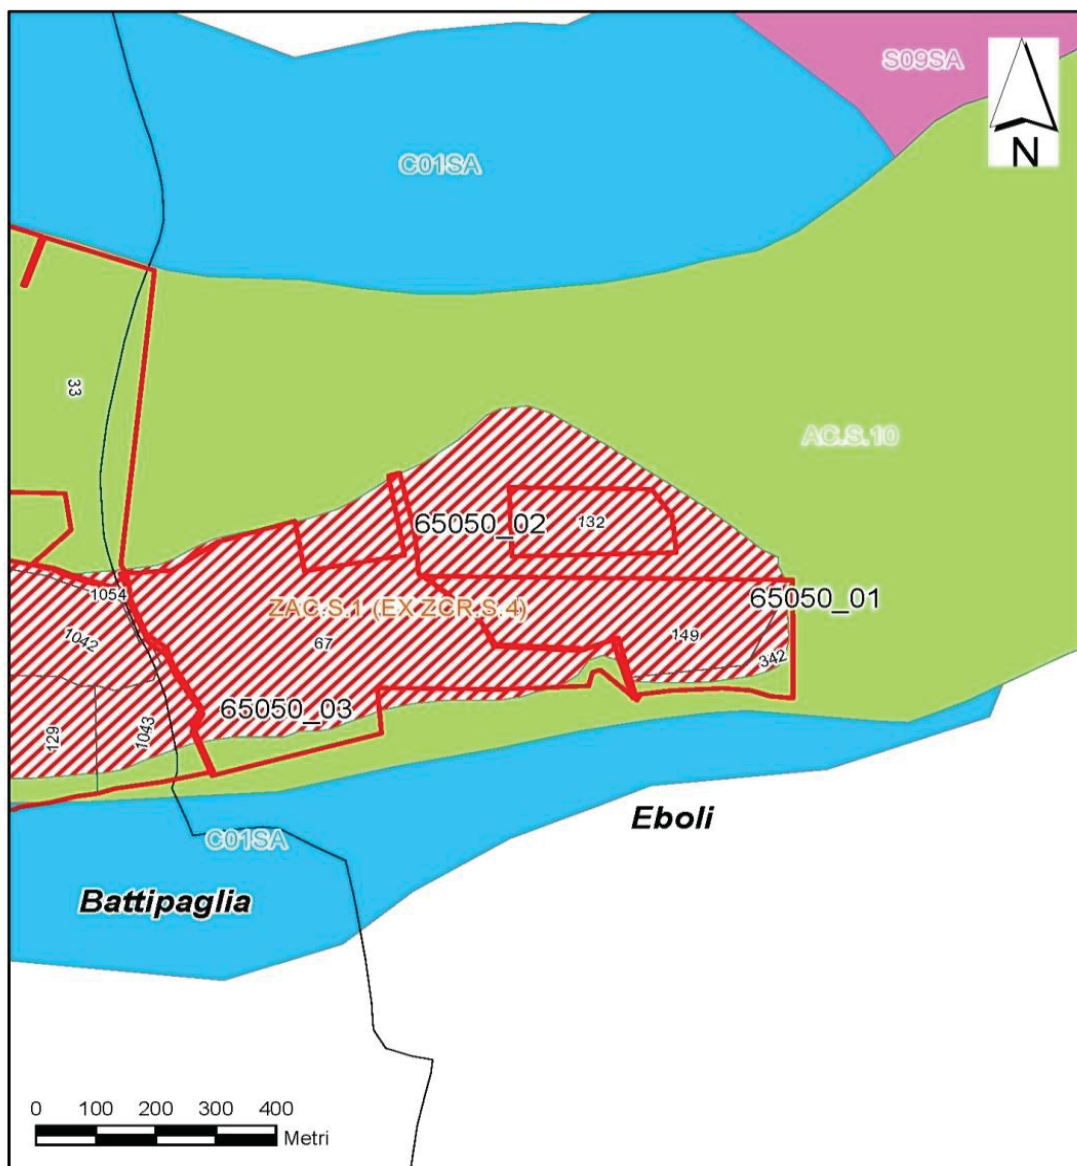 S09SA
N
C01SA
33
AC.S.10
65050_02
132
1054
65050_01
ZAC.S.1 (EX ZCR.S.4)
1042
67
149
342
65050_03
129
1043
Eboli
C01SA
Battipaglia
0 100 200 300 400
Metri